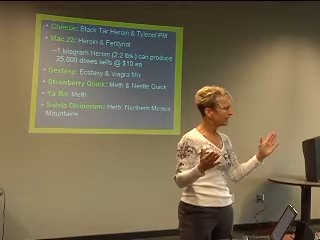 • Cheese: Black Tar Heroin & Tylenol PM
• Mac 22: Heroin & Fentynal
–1 kilogram Heroin (2.2 lbs.) can produce
25,000 doses sells @ $10 ea
• Sextasy: Ecstasy & Viagra Mix
• Strawberry Quick: Meth & Nestle Quick
• Ya Ba: Meth
• Salvia Divinorum: Herb, Northern Mexico
Mountains